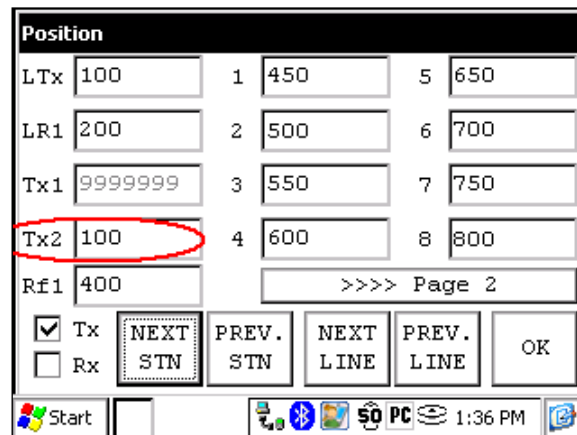 Position
LTx 100 1 450 5 650
LR1 200 2 500 6 700
Tx1 9999999 3 550 7 750
Tx2 100 4 600 8 800
Rf1 400 >>>> Page 2
Tx NEXT STN PREV. STN NEXT LINE PREV. LINE OK
Rx
Start 50 PC 1:36 PM